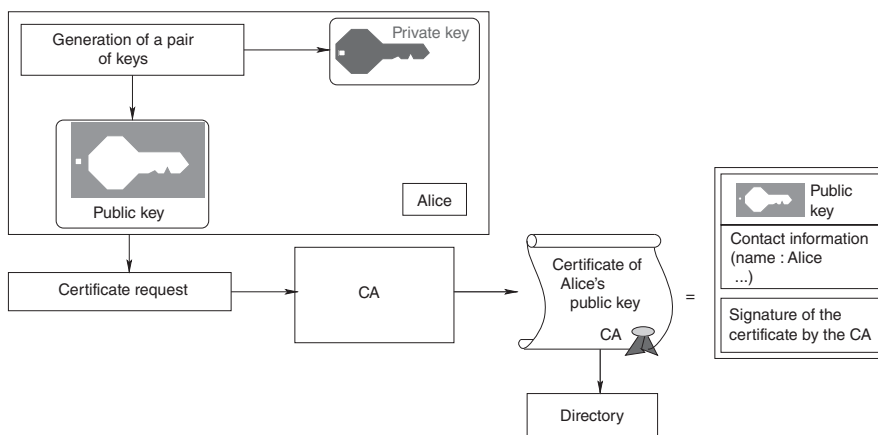 Generation of a pair
of keys
Private key
Public key
Alice
Certificate request
CA
Certificate of
Alice's
public key
CA
=
Public
key
Contact information
(name : Alice
...)
Signature of the
certificate by the CA
Directory